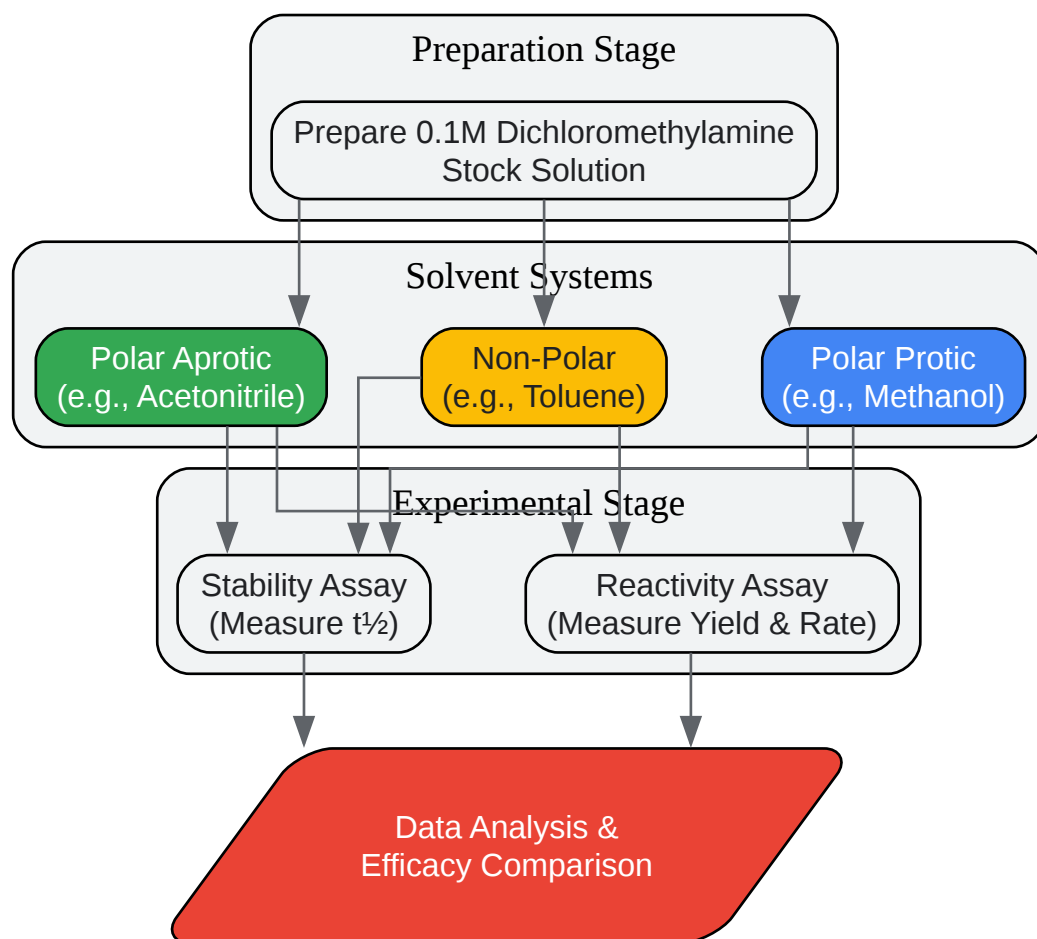 Preparation Stage
Prepare 0.1M Dichloromethylamine
Stock Solution
Solvent Systems
Polar Aprotic
(e.g., Acetonitrile)
Non-Polar
(e.g., Toluene)
Polar Protic
(e.g., Methanol)
Experimental Stage
Stability Assay
(Measure t½)
Reactivity Assay
(Measure Yield & Rate)
Data Analysis &
Efficacy Comparison